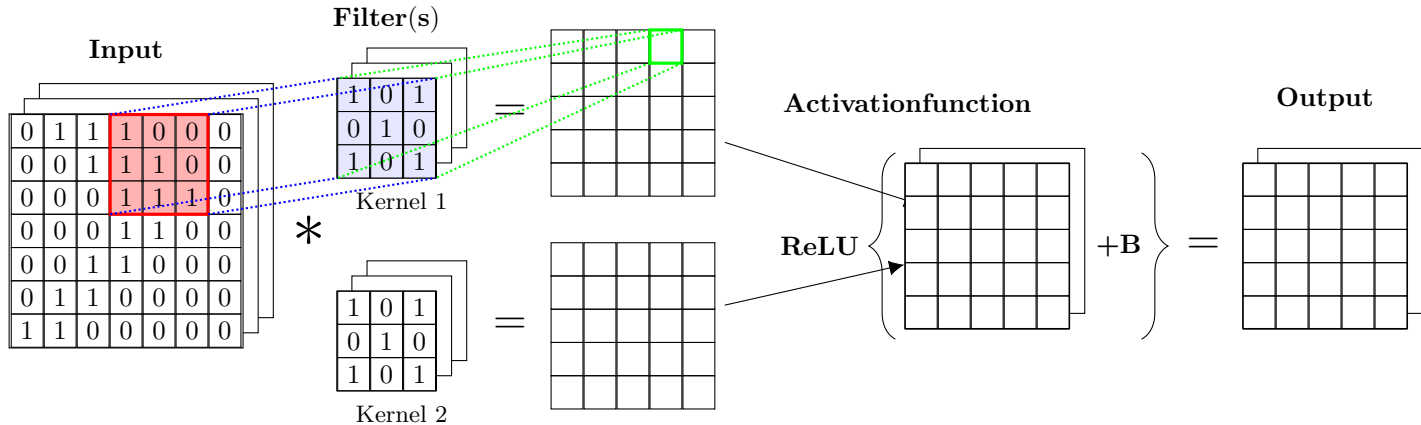 Filter(s)
Input
Activationfunction
Output
0 1 1 1 0 0 0
0 0 1 1 1 0 0
0 0 0 1 1 1 0
0 0 0 1 1 0 0
0 0 1 1 0 0 0
0 1 1 0 0 0 0
1 1 0 0 0 0 0
*
1 0 1
0 1 0
1 0 1
Kernel 1
=
1 0 1
0 1 0
1 0 1
Kernel 2
=
ReLU { +B } =